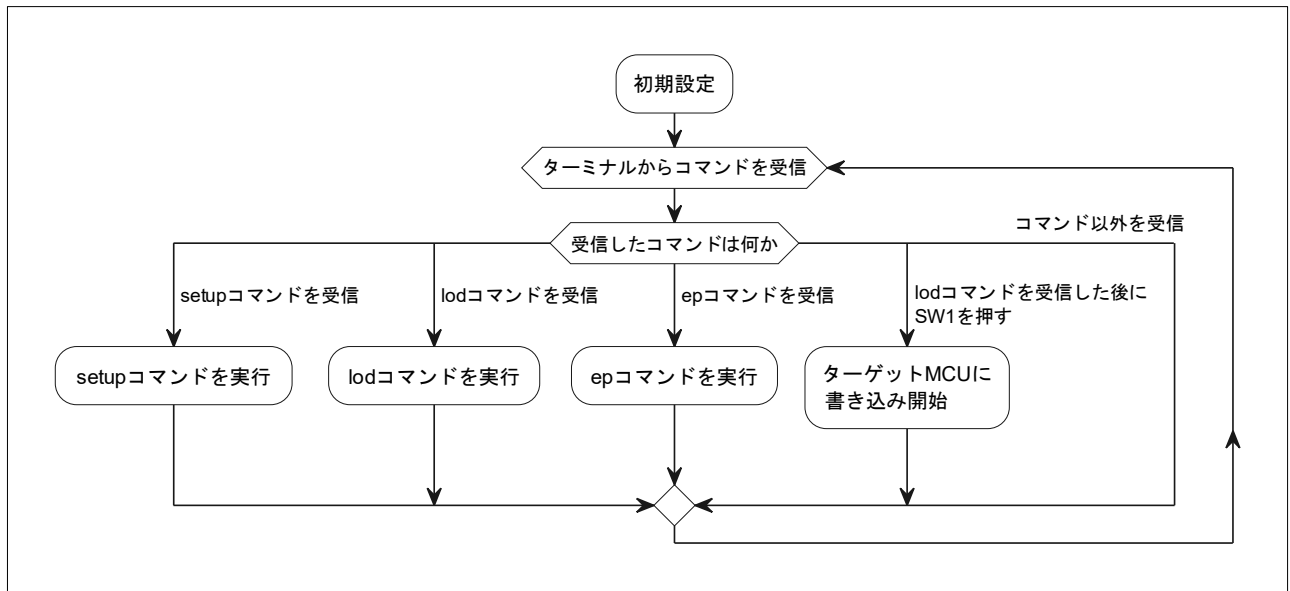 初期設定
ターミナルからコマンドを受信
コマンド以外を受信
受信したコマンドは何か
setupコマンドを受信
lodコマンドを受信
epコマンドを受信
lodコマンドを受信した後に
SW1を押す
setupコマンドを実行
lodコマンドを実行
epコマンドを実行
ターゲットMCUに
書き込み開始